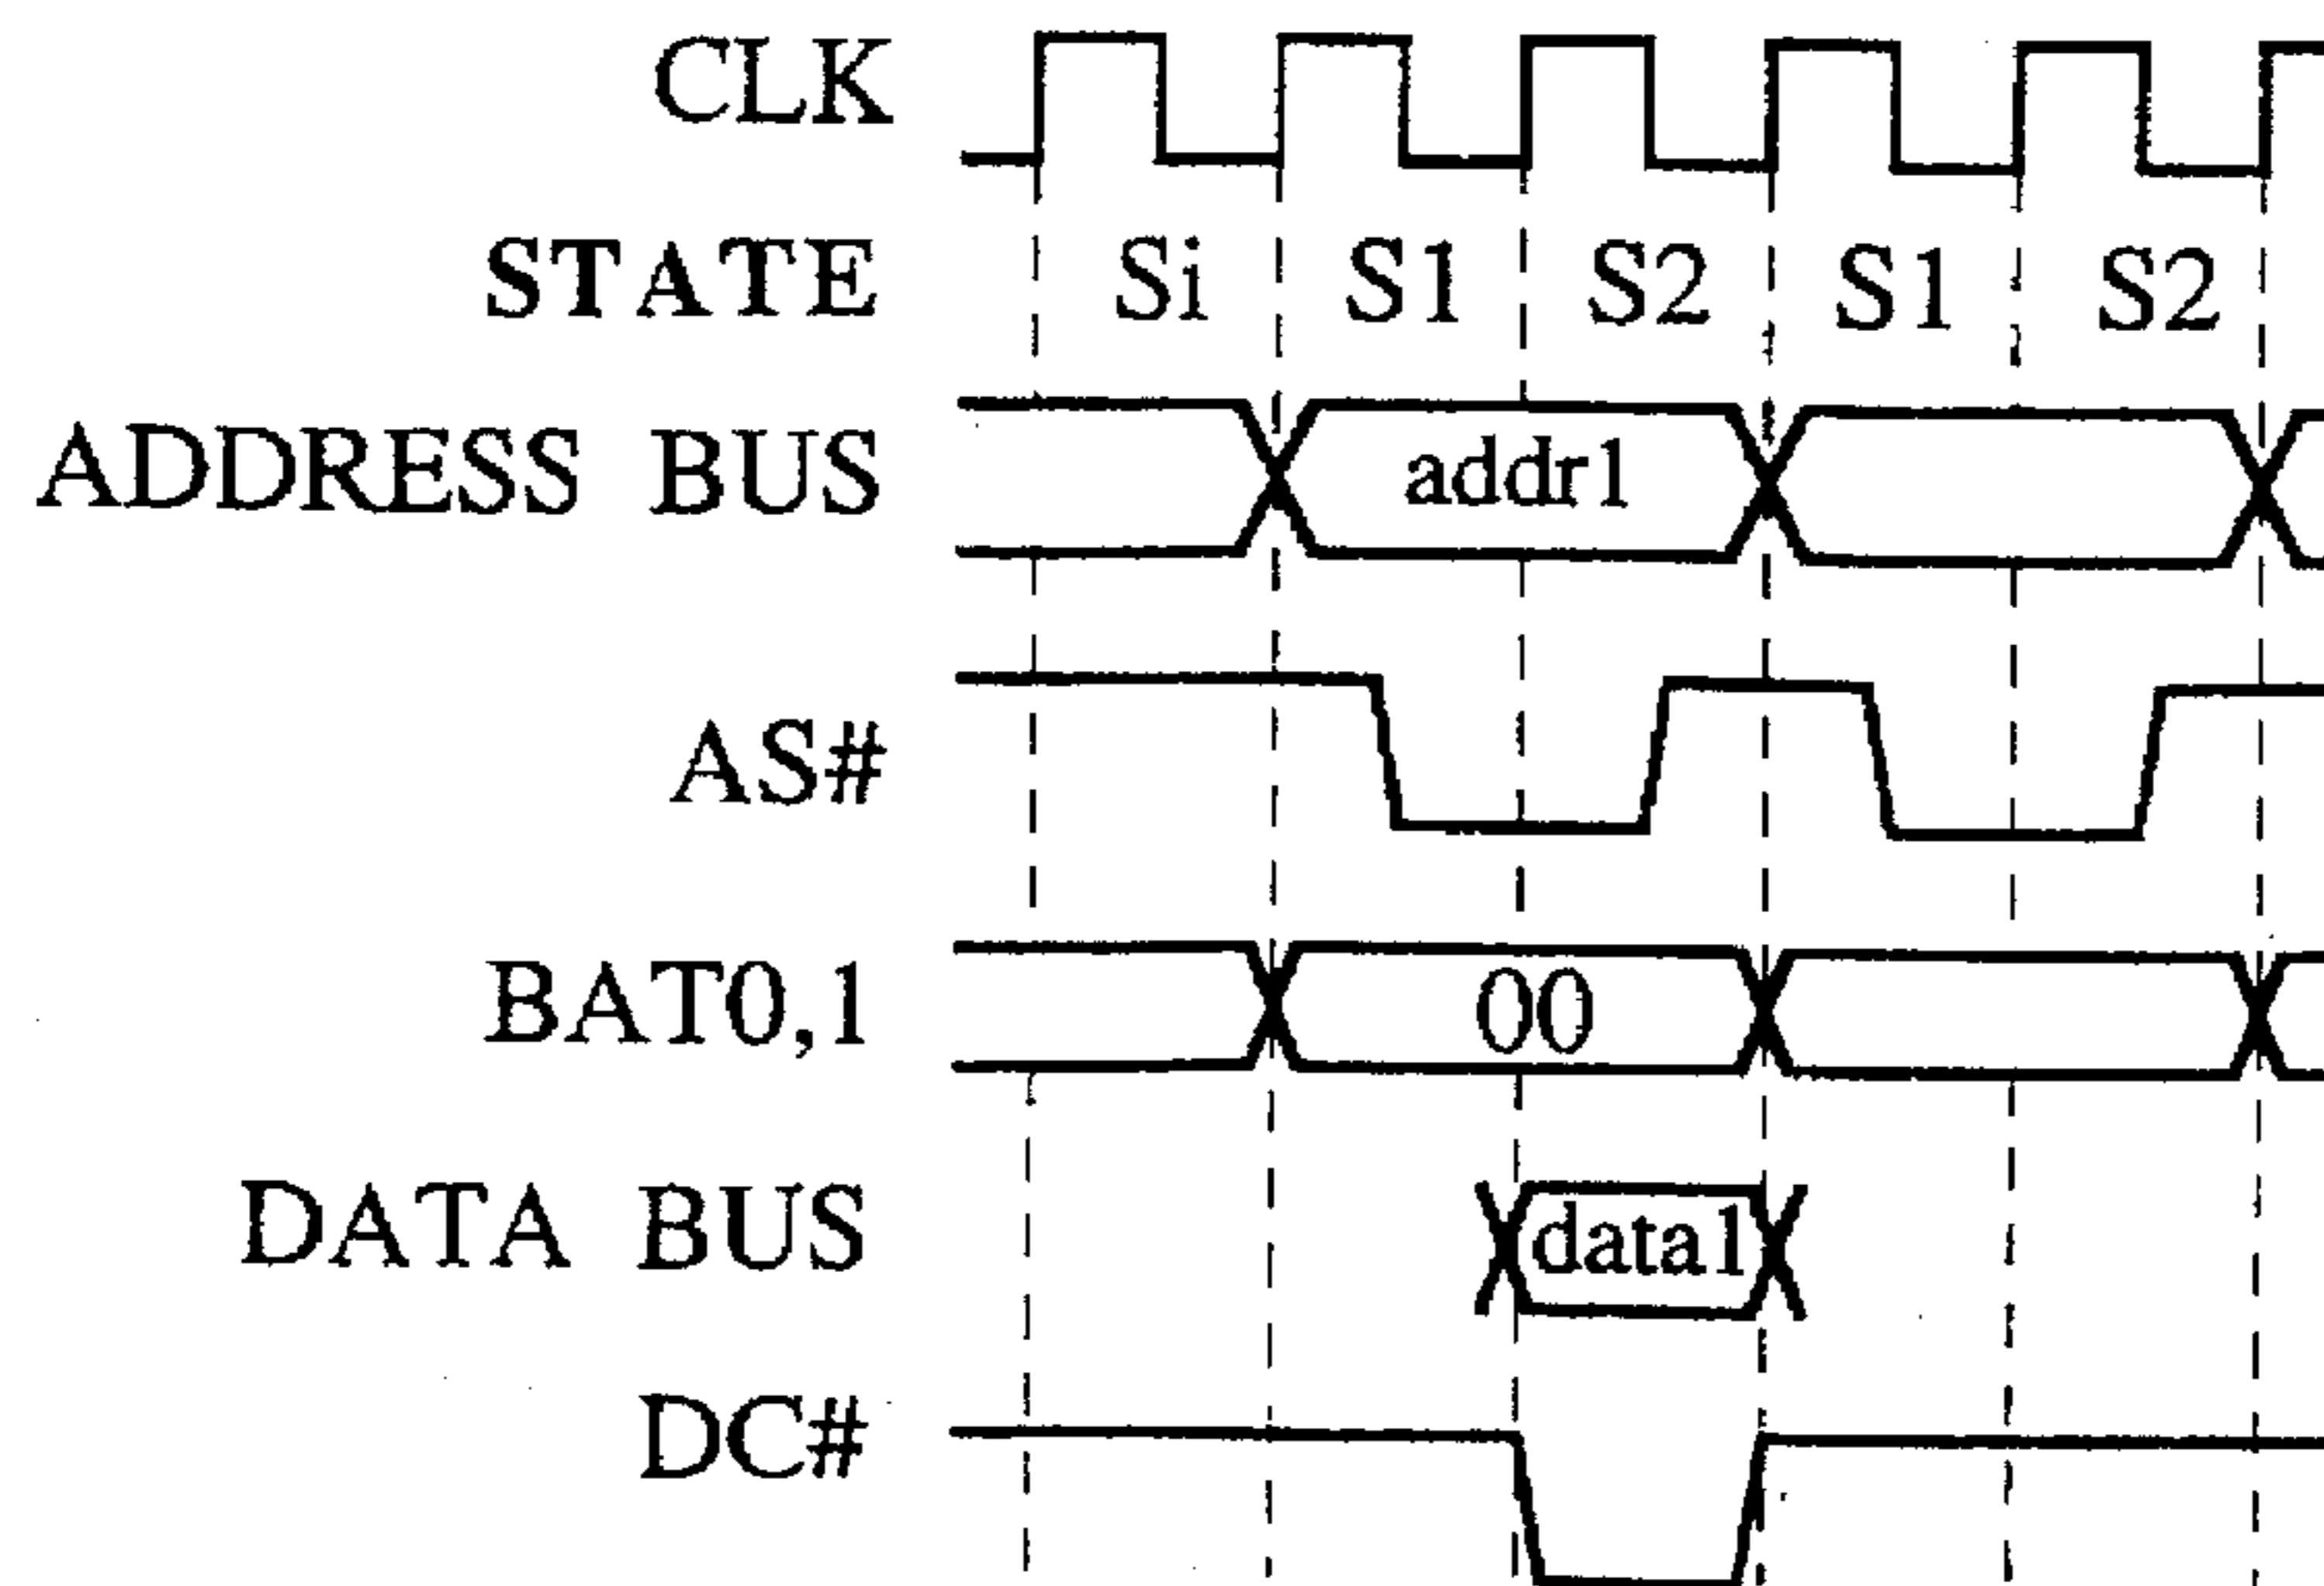 CLK
STATE Si S1 S2 S1 S2
ADDRESS BUS addr1
AS#
BAT0,1 00
DATA BUS data1
DC#